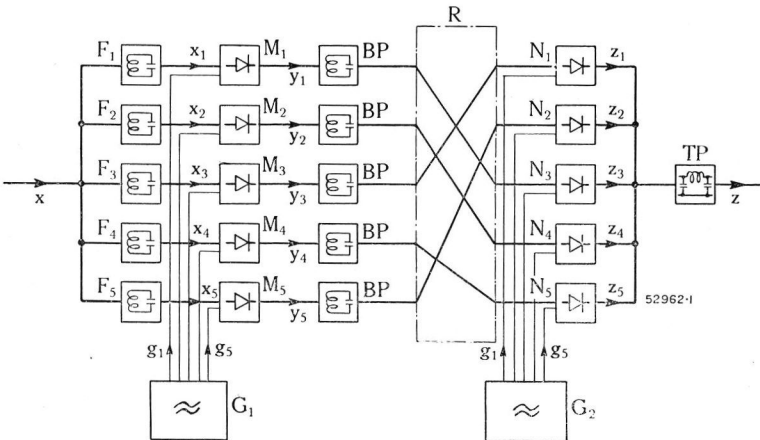 R
F1 x1 M1 y1 BP N1 z1
F2 x2 M2 y2 BP N2 z2
TP
F3 x3 M3 y3 BP N3 z3
x z
F4 x4 M4 y4 BP N4 z4
F5 x5 M5 y5 BP N5 z5
52962·1
g1 g5 g1 g5
≈ G1 ≈ G2